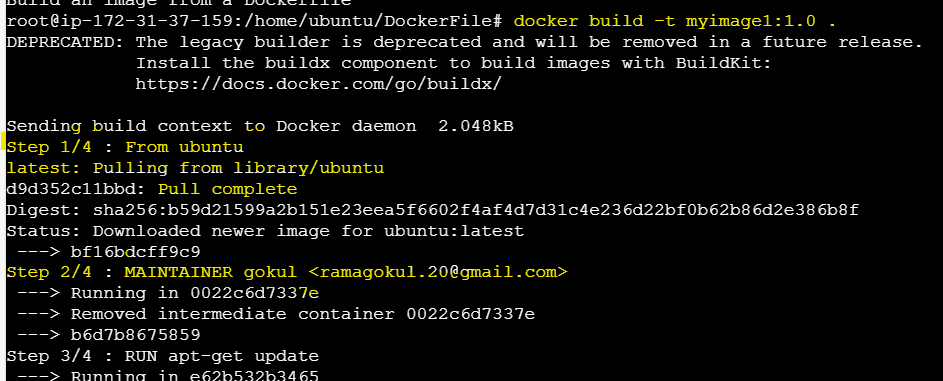 Build an image from a Dockerfile
root@ip-172-31-37-159:/home/ubuntu/DockerFile# docker build -t myimage1:1.0 .
DEPRECATED: The legacy builder is deprecated and will be removed in a future release.
Install the buildx component to build images with BuildKit:
https://docs.docker.com/go/buildx/
Sending build context to Docker daemon 2.048kB
Step 1/4 : From ubuntu
latest: Pulling from library/ubuntu
d9d352c11bbd: Pull complete
Digest: sha256:b59d21599a2b151e23eea5f6602f4af4d7d31c4e236d22bf0b62b86d2e386b8f
Status: Downloaded newer image for ubuntu:latest
---> bf16bdcff9c9
Step 2/4 : MAINTAINER gokul <ramagokul.20@gmail.com>
---> Running in 0022c6d7337e
---> Removed intermediate container 0022c6d7337e
---> b6d7b8675859
Step 3/4 : RUN apt-get update
---> Running in e62b532b3465